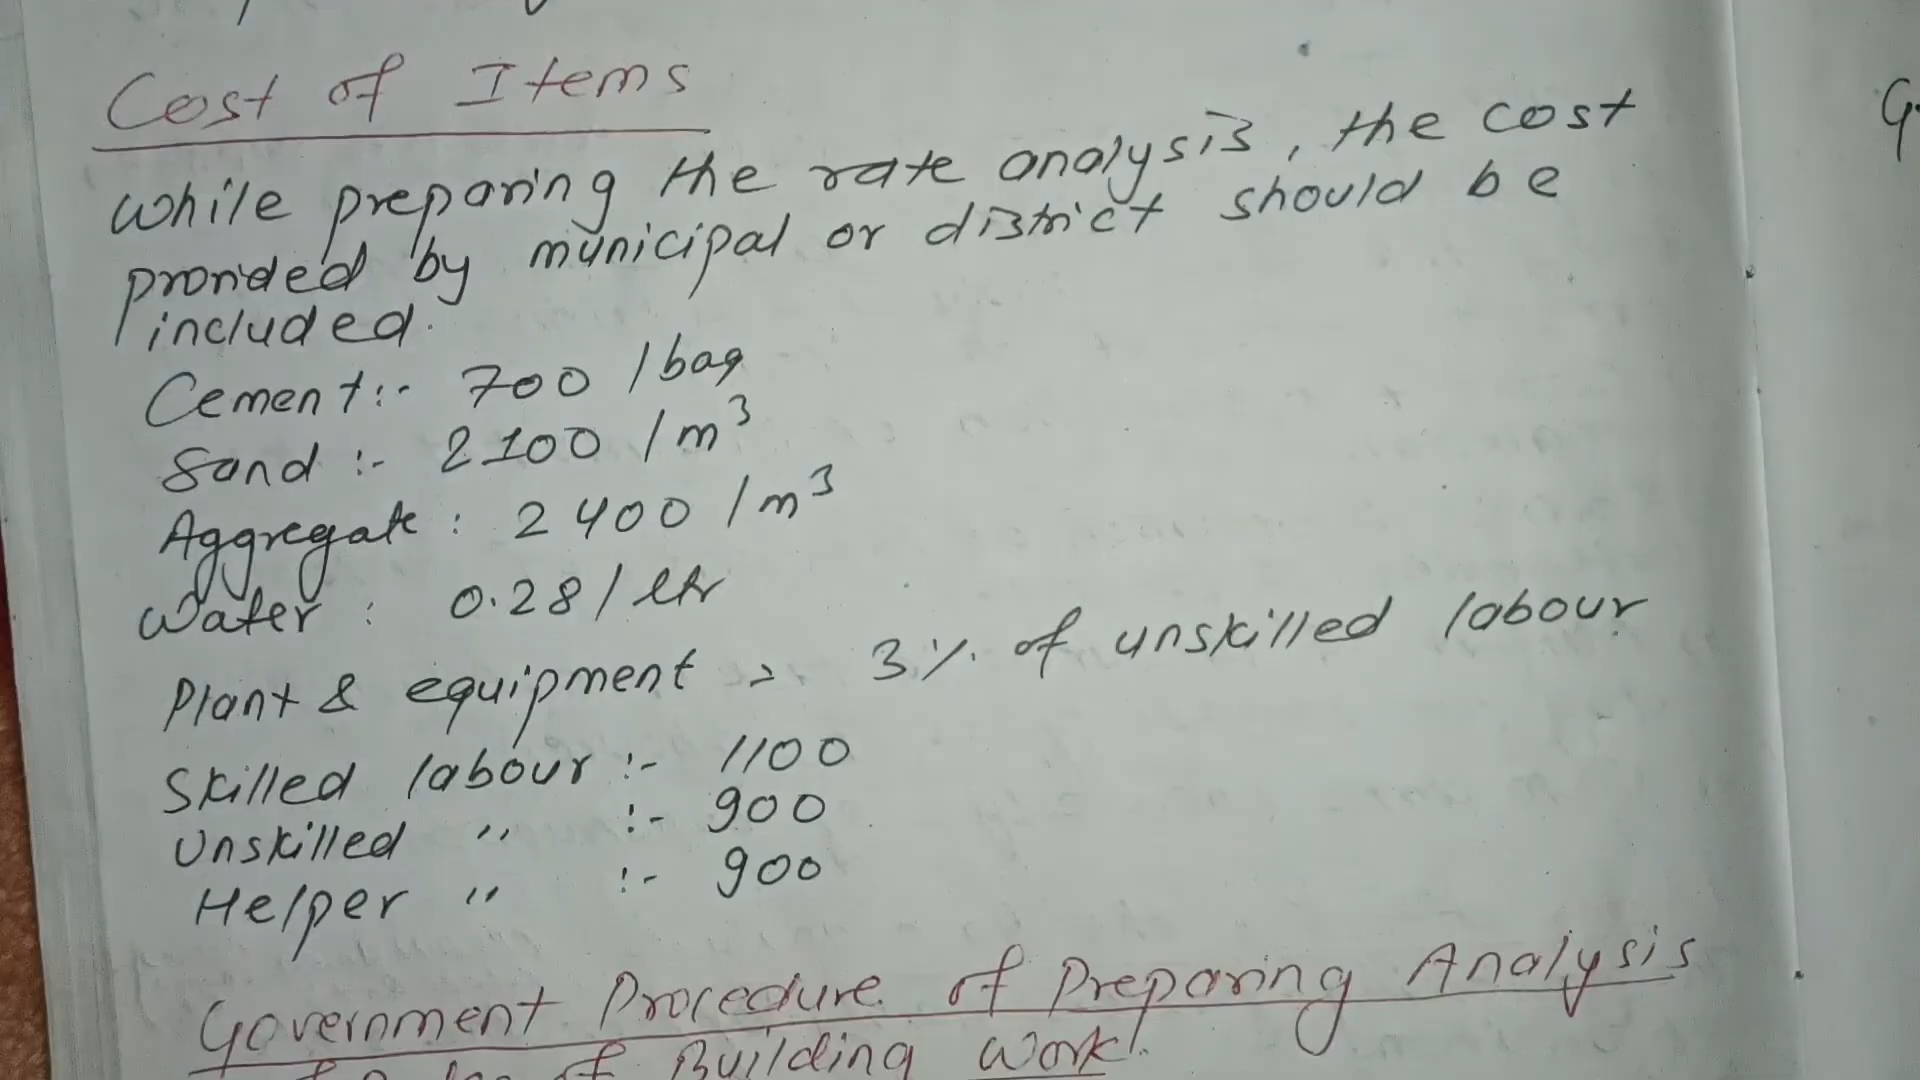 Cost of Items
while preparing the rate analysis, the cost
provided by municipal or district should be
included.
Cement:- 700 /bag
Sand :- 2100 /m³
Aggregate : 2400 /m³
Water : 0.28/ltr
Plant & equipment = 3% of unskilled labour
Skilled labour :- 1100
Unskilled " :- 900
Helper " :- 900
Government Procedure of Preparing Analysis
of Building Work.